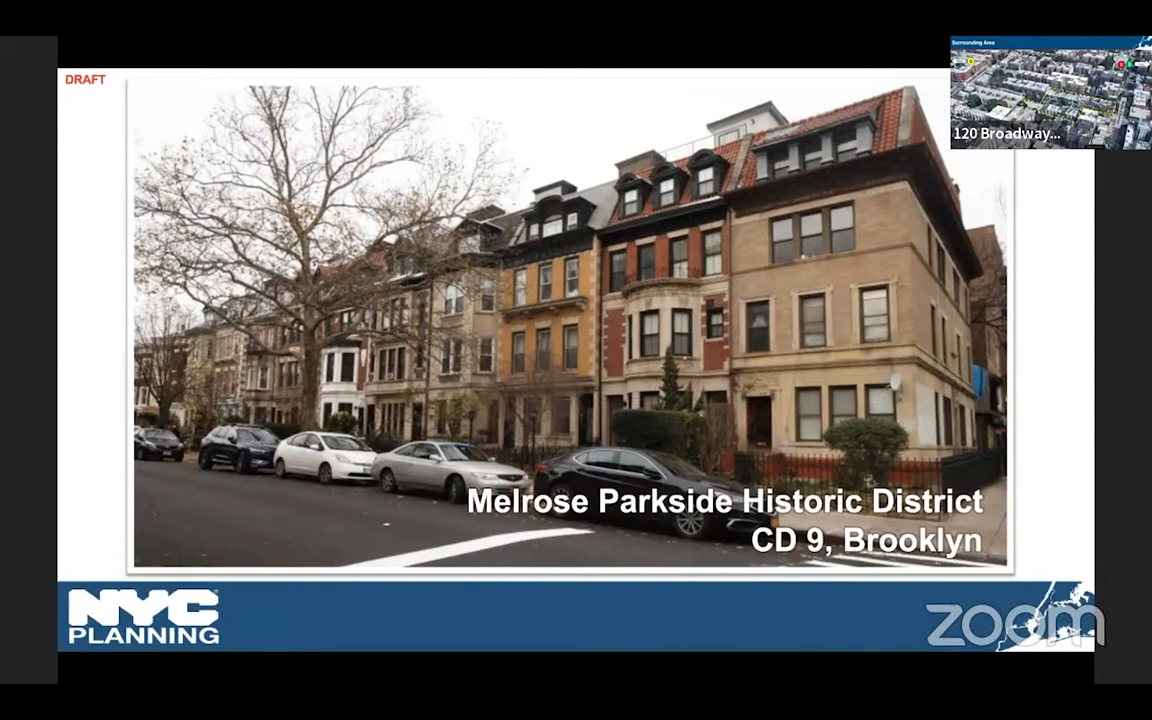 DRAFT
Surrounding Area
120 Broadway...
Melrose Parkside Historic District
CD 9, Brooklyn
NYC
PLANNING
zoom